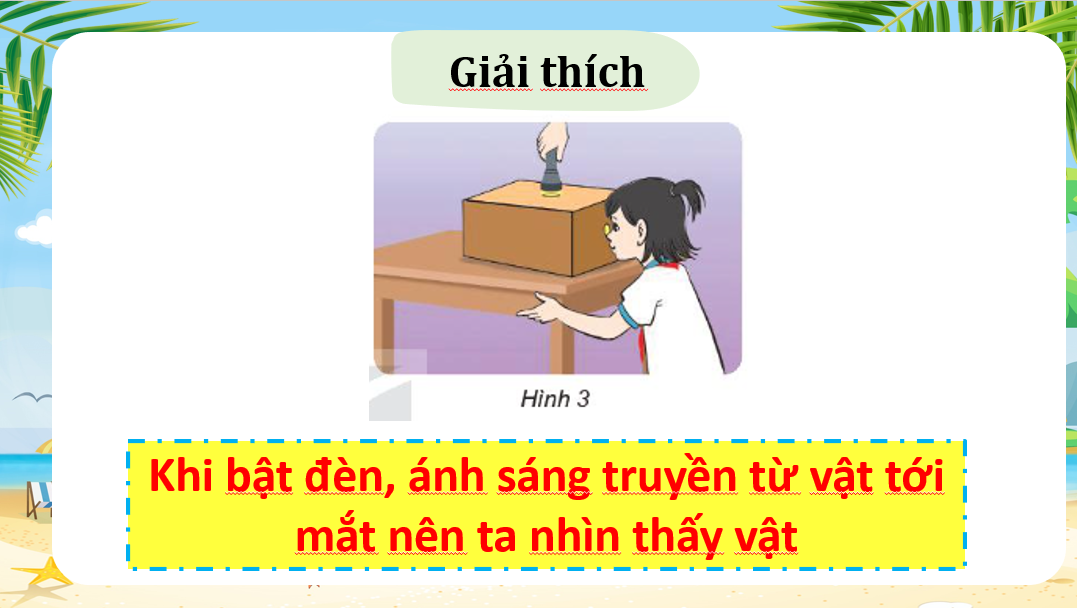 Giải thích
Hình 3
Khi bật đèn, ánh sáng truyền từ vật tới
mắt nên ta nhìn thấy vật